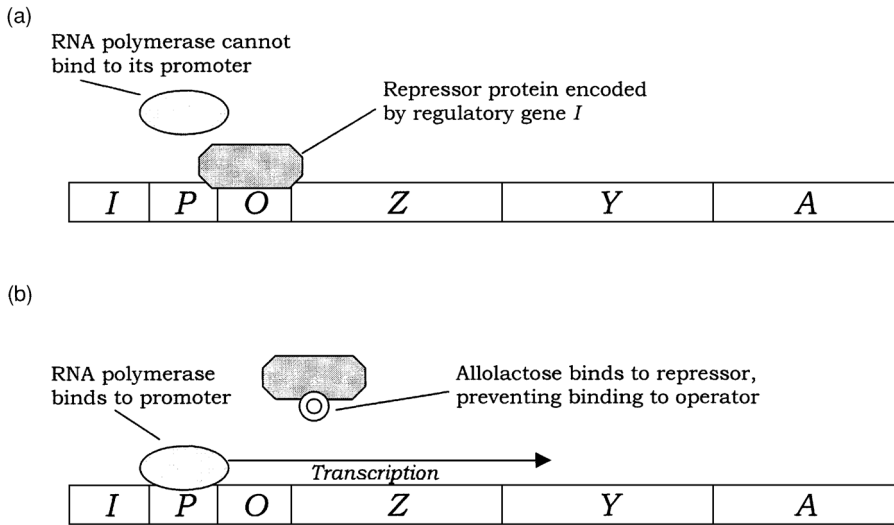 (a)
RNA polymerase cannot
bind to its promoter
Repressor protein encoded
by regulatory gene I
I P O Z Y A
(b)
RNA polymerase
binds to promoter
Allolactose binds to repressor,
preventing binding to operator
Transcription
I P O Z Y A